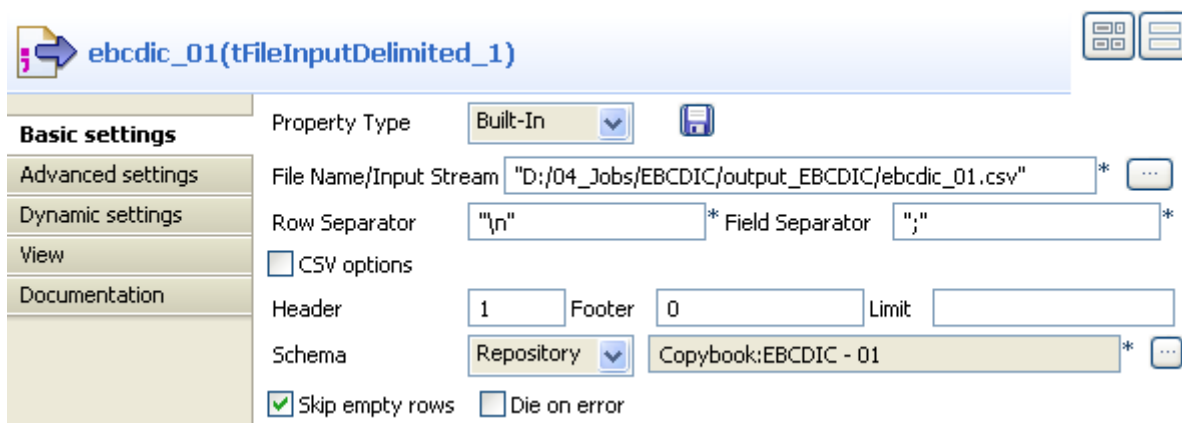 ebcdic_01(tFileInputDelimited_1)
Basic settings
Advanced settings
Dynamic settings
View
Documentation
Property Type Built-In
File Name/Input Stream "D:/04_Jobs/EBCDIC/output_EBCDIC/ebcdic_01.csv" * ...
Row Separator "\n" * Field Separator ";" *
CSV options
Header 1 Footer 0 Limit
Schema Repository Copybook:EBCDIC - 01 * ...
Skip empty rows Die on error